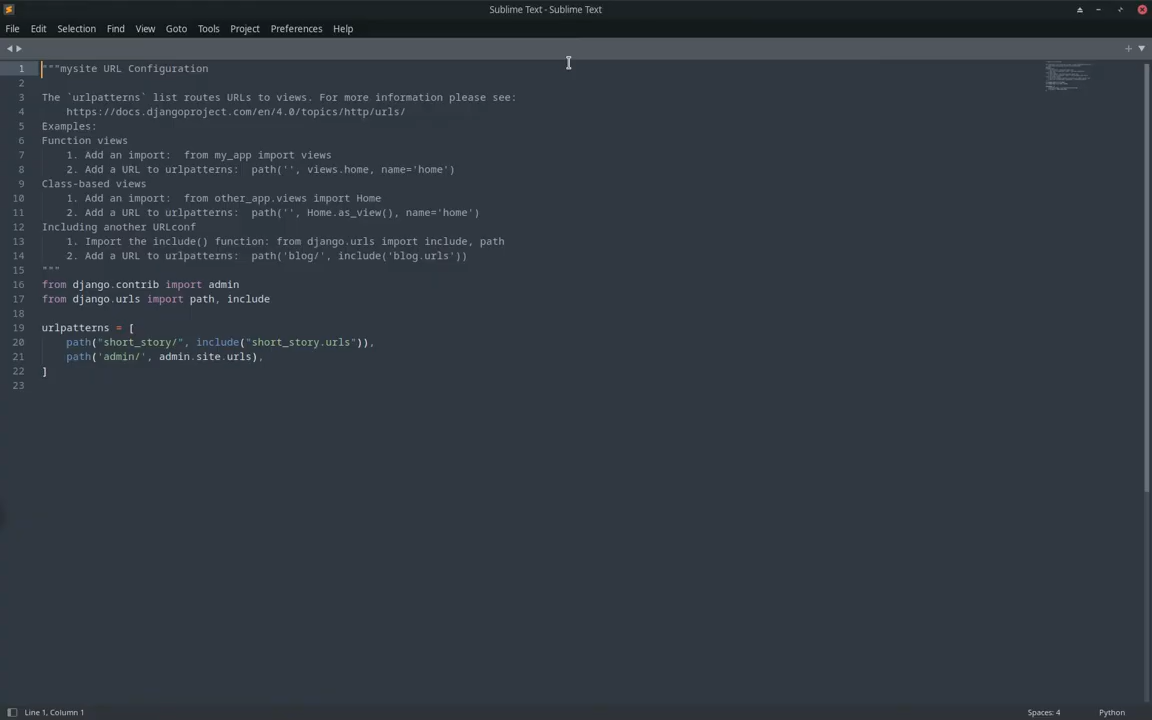 Sublime Text - Sublime Text
File Edit Selection Find View Goto Tools Project Preferences Help
1 """mysite URL Configuration
2
3 The `urlpatterns` list routes URLs to views. For more information please see:
4     https://docs.djangoproject.com/en/4.0/topics/http/urls/
5 Examples:
6 Function views
7     1. Add an import:  from my_app import views
8     2. Add a URL to urlpatterns:  path('', views.home, name='home')
9 Class-based views
10     1. Add an import:  from other_app.views import Home
11     2. Add a URL to urlpatterns:  path('', Home.as_view(), name='home')
12 Including another URLconf
13     1. Import the include() function: from django.urls import include, path
14     2. Add a URL to urlpatterns:  path('blog/', include('blog.urls'))
15 """
16 from django.contrib import admin
17 from django.urls import path, include
18
19 urlpatterns = [
20     path("short_story/", include("short_story.urls")),
21     path('admin/', admin.site.urls),
22 ]
23
Line 1, Column 1 Spaces: 4 Python